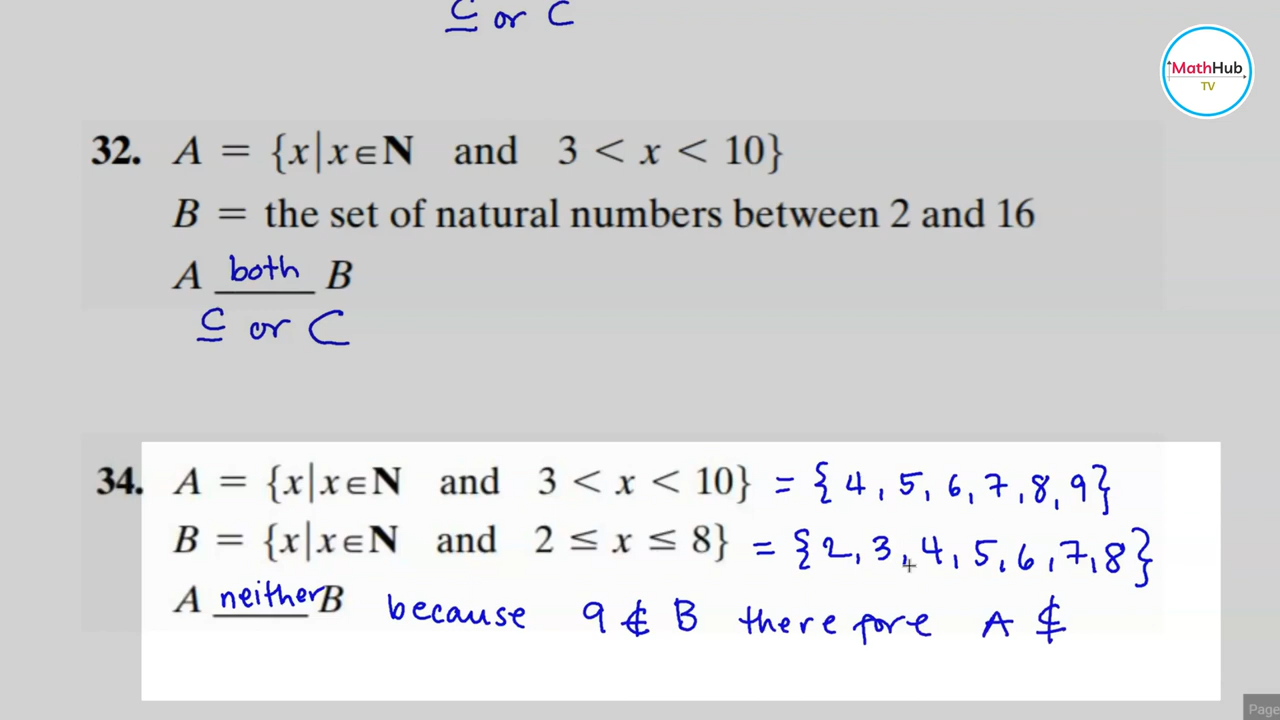 ⊆ or ⊂
MathHub
TV
32. A = {x|x∈N and 3 < x < 10}
B = the set of natural numbers between 2 and 16
A both B
⊆ or ⊂
34. A = {x|x∈N and 3 < x < 10} = {4, 5, 6, 7, 8, 9}
B = {x|x∈N and 2 ≤ x ≤ 8} = {2, 3, 4, 5, 6, 7, 8}
A neither B because 9 ∉ B therefore A ⊄
Page